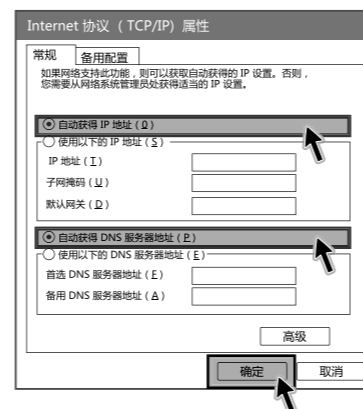 Internet 协议 （TCP/IP) 属性
常规 备用配置
如果网络支持此功能，则可以获取自动获得的 IP 设置。否则，
您需要从网络系统管理员处获得适当的 IP 设置。
自动获得 IP 地址 ( O )
使用以下的 IP 地址 ( S )
IP 地址 ( I )
子网掩码 ( U )
默认网关 ( D )
自动获得 DNS 服务器地址 ( P )
使用以下的 DNS 服务器地址 ( E )
首选 DNS 服务器地址 ( F )
备用 DNS 服务器地址 ( A )
高级
确定 取消